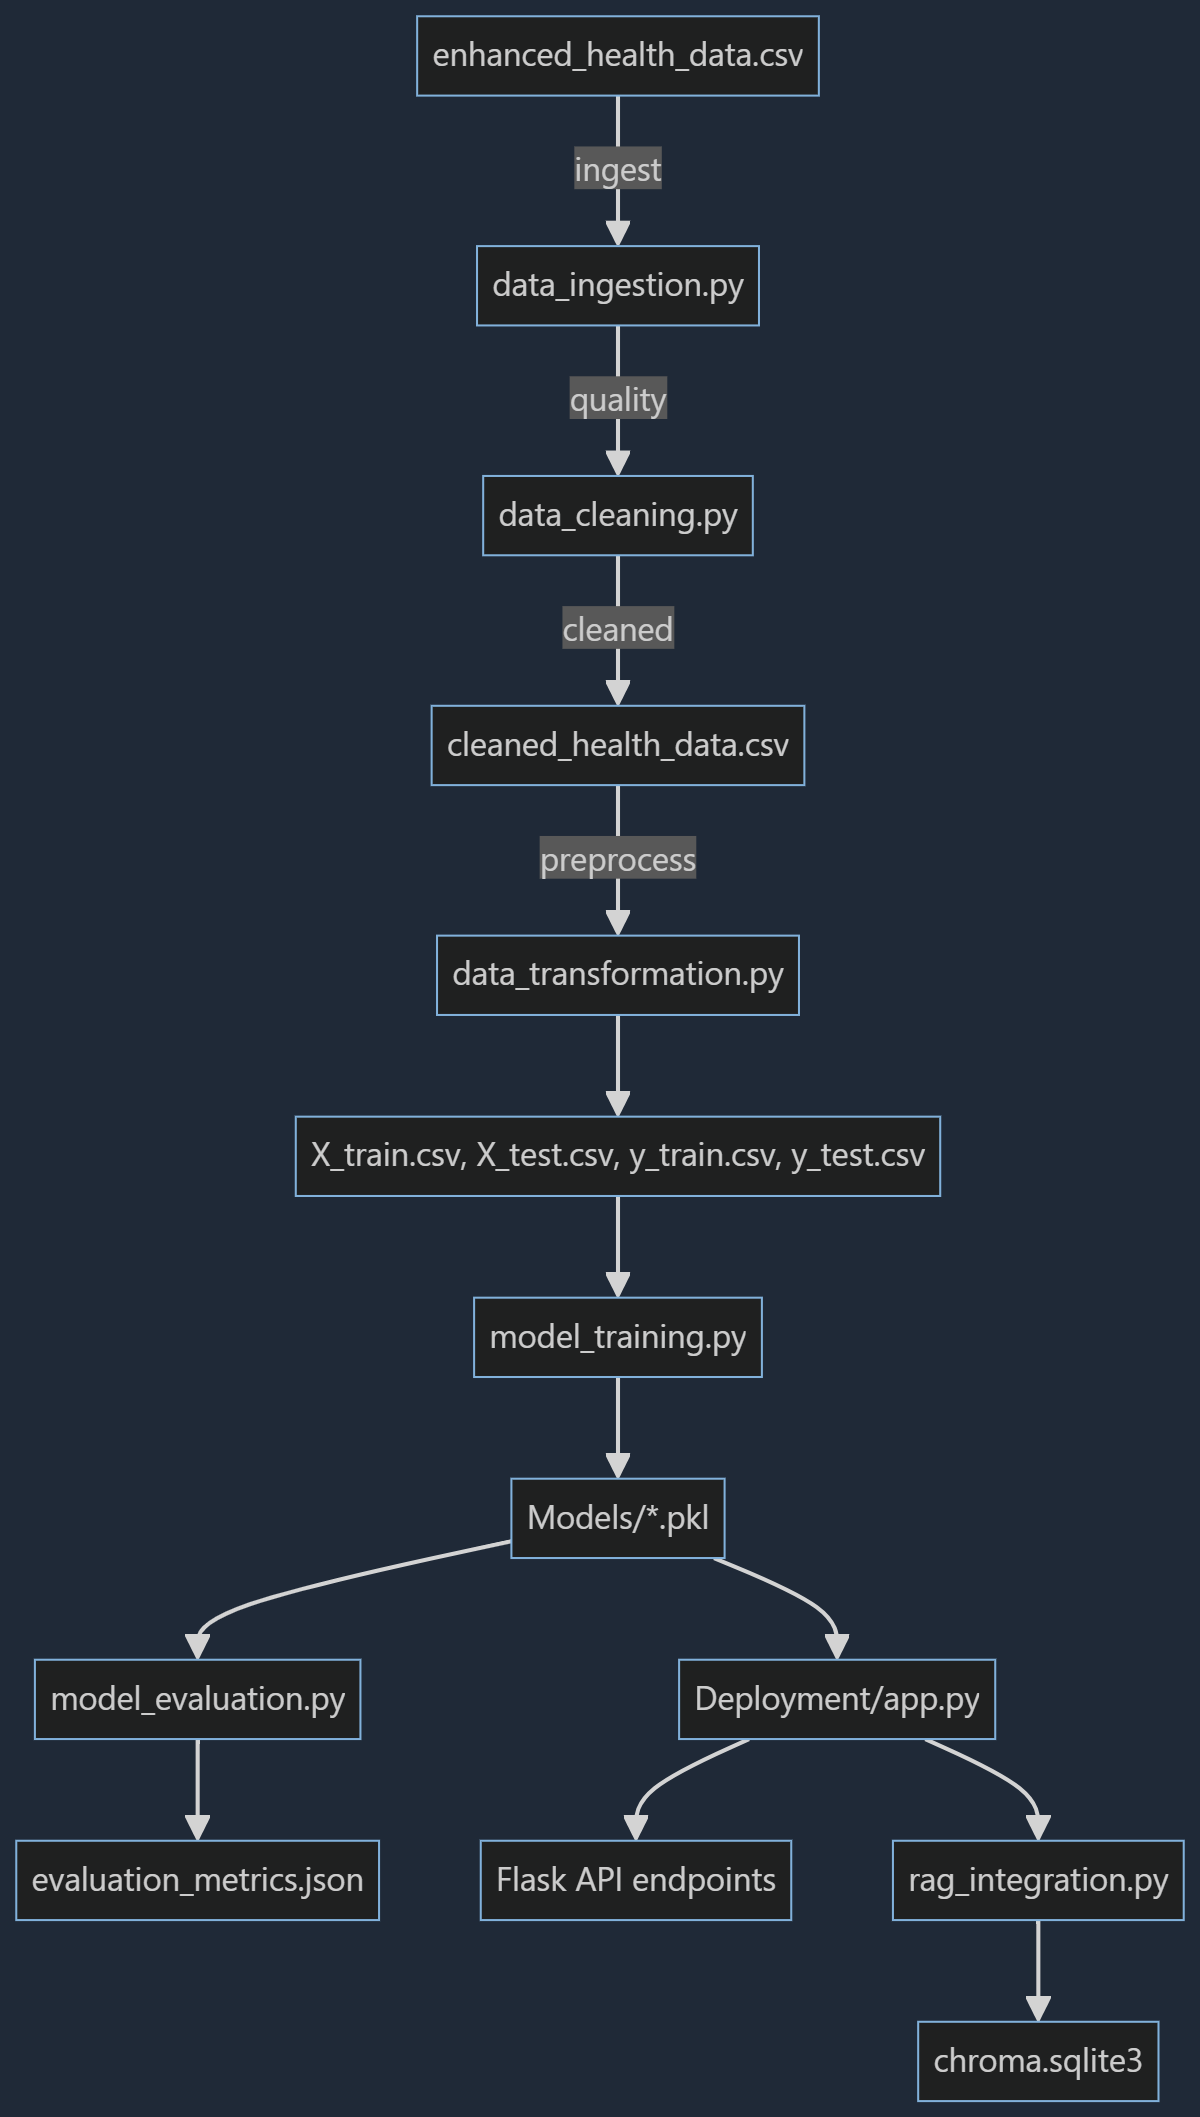 enhanced_health_data.csv
ingest
data_ingestion.py
quality
data_cleaning.py
cleaned
cleaned_health_data.csv
preprocess
data_transformation.py
X_train.csv, X_test.csv, y_train.csv, y_test.csv
model_training.py
Models/*.pkl
model_evaluation.py
Deployment/app.py
evaluation_metrics.json
Flask API endpoints
rag_integration.py
chroma.sqlite3